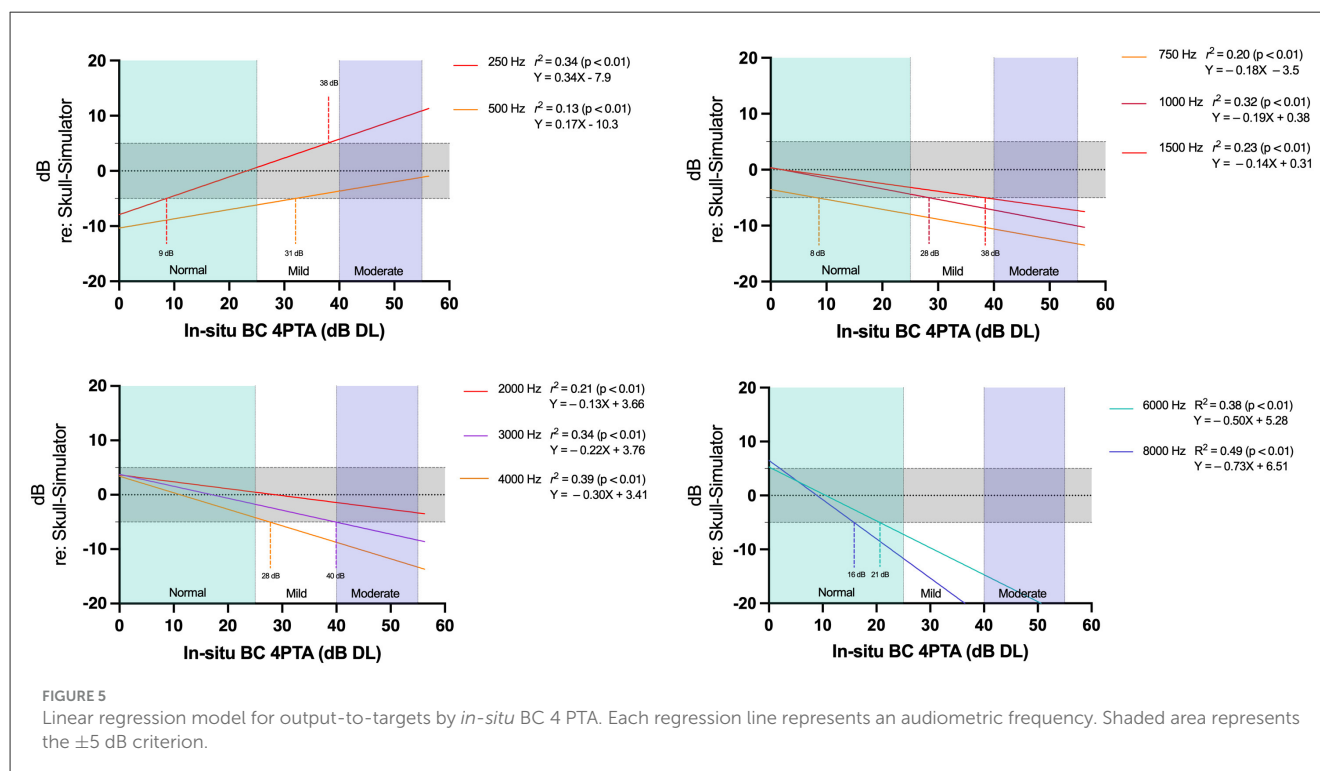 20
10
0
-10
-20
dB
re: Skull-Simulator
38 dB
9 dB
31 dB
Normal
Mild
Moderate
0 10 20 30 40 50 60
In-situ BC 4PTA (dB DL)
250 Hz r² = 0.34 (p < 0.01)
Y = 0.34X - 7.9
500 Hz r² = 0.13 (p < 0.01)
Y = 0.17X - 10.3
20
10
0
-10
-20
dB
re: Skull-Simulator
8 dB
28 dB
38 dB
Normal
Mild
Moderate
0 10 20 30 40 50 60
In-situ BC 4PTA (dB DL)
750 Hz r² = 0.20 (p < 0.01)
Y = – 0.18X – 3.5
1000 Hz r² = 0.32 (p < 0.01)
Y = – 0.19X + 0.38
1500 Hz r² = 0.23 (p < 0.01)
Y = – 0.14X + 0.31
20
10
0
-10
-20
dB
re: Skull-Simulator
28 dB
40 dB
Normal
Mild
Moderate
0 10 20 30 40 50 60
In-situ BC 4PTA (dB DL)
2000 Hz r² = 0.21 (p < 0.01)
Y = – 0.13X + 3.66
3000 Hz r² = 0.34 (p < 0.01)
Y = – 0.22X + 3.76
4000 Hz r² = 0.39 (p < 0.01)
Y = – 0.30X + 3.41
20
10
0
-10
-20
dB
re: Skull-Simulator
16 dB
21 dB
Normal
Mild
Moderate
0 10 20 30 40 50 60
In-situ BC 4PTA (dB DL)
6000 Hz R² = 0.38 (p < 0.01)
Y = – 0.50X + 5.28
8000 Hz R² = 0.49 (p < 0.01)
Y = – 0.73X + 6.51
FIGURE 5
Linear regression model for output-to-targets by in-situ BC 4 PTA. Each regression line represents an audiometric frequency. Shaded area represents
the ±5 dB criterion.